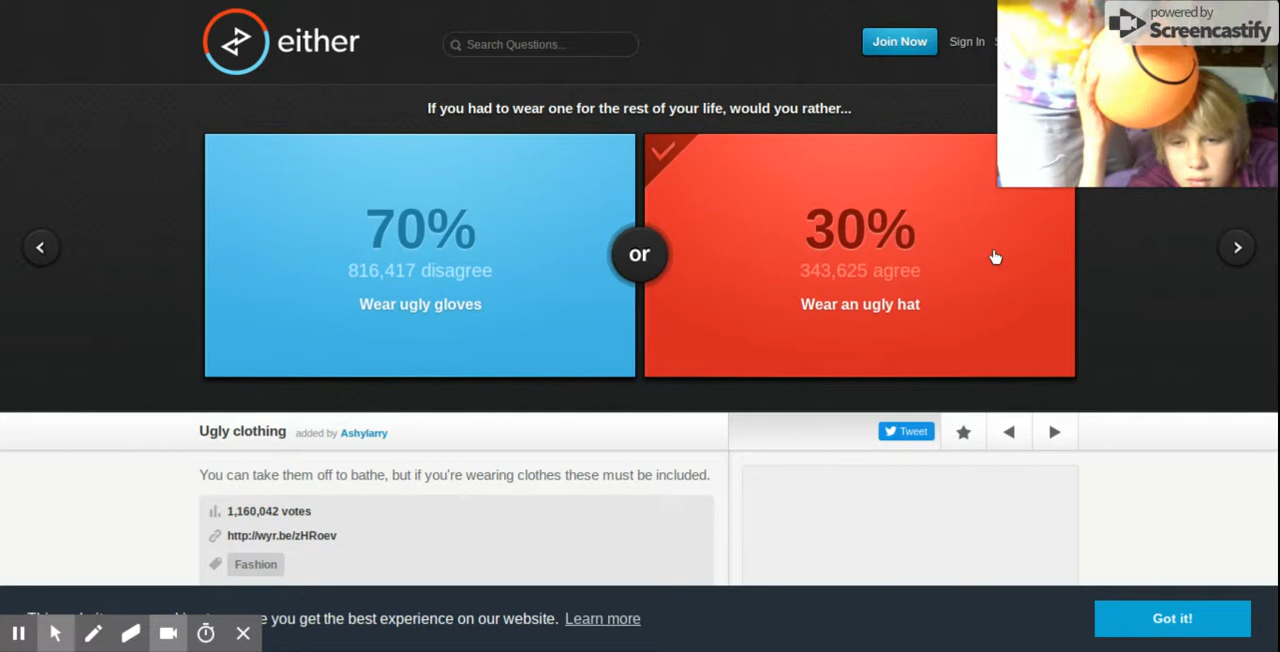 either
Search Questions...
Join Now
Sign In
powered by
Screencastify
If you had to wear one for the rest of your life, would you rather...
70%
816,417 disagree
Wear ugly gloves
or
30%
343,625 agree
Wear an ugly hat
Ugly clothing added by Ashylarry
Tweet
You can take them off to bathe, but if you're wearing clothes these must be included.
1,160,042 votes
http://wyr.be/zHRoev
Fashion
you get the best experience on our website. Learn more
Got it!